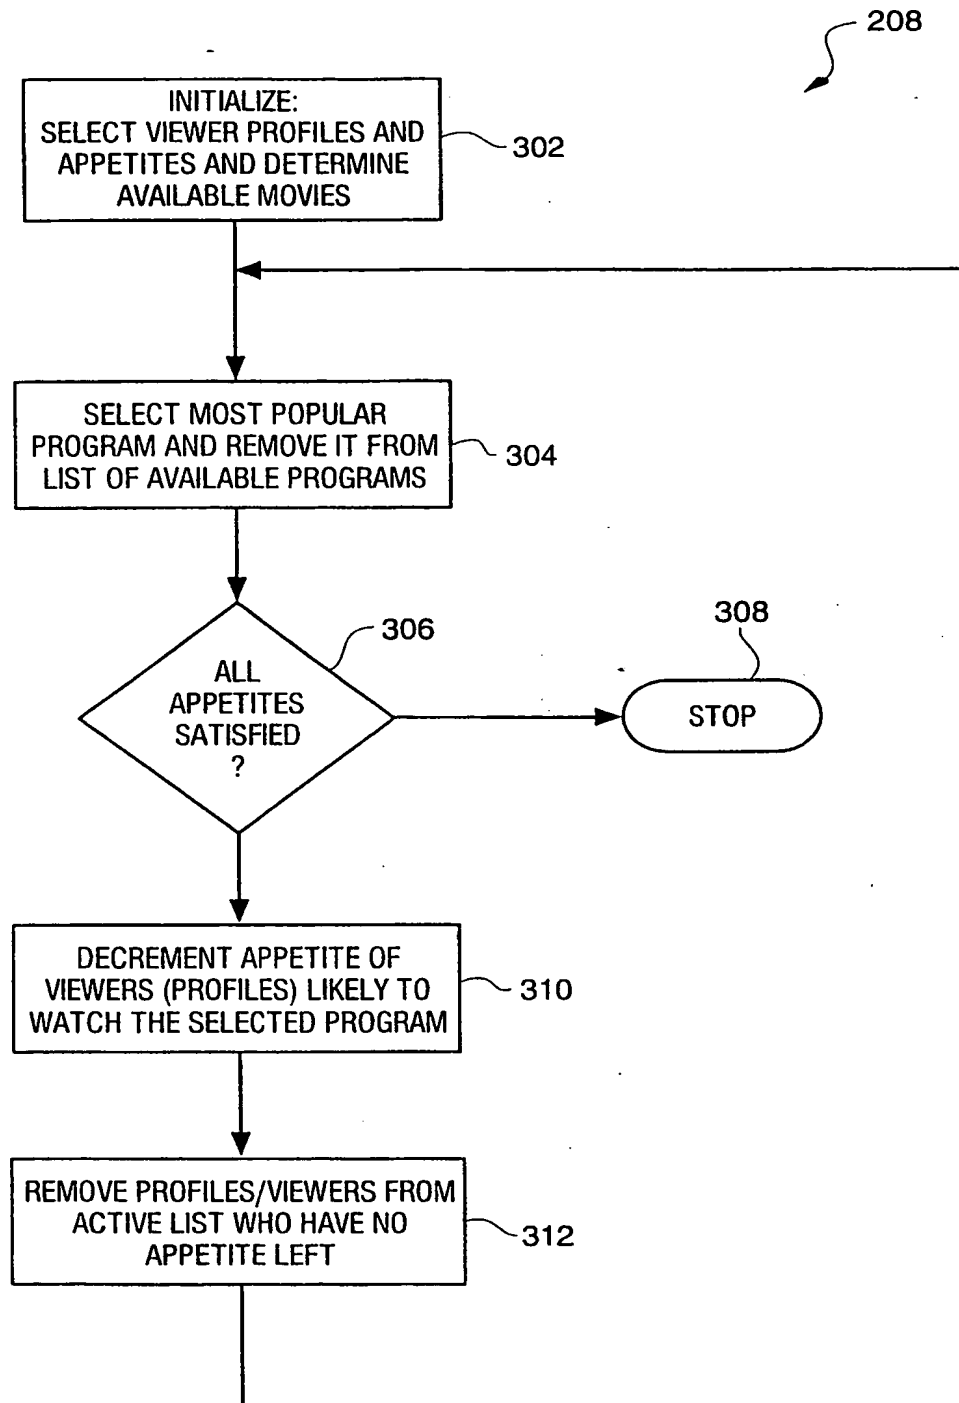 208
INITIALIZE:
SELECT VIEWER PROFILES AND
APPETITES AND DETERMINE
AVAILABLE MOVIES
302
SELECT MOST POPULAR
PROGRAM AND REMOVE IT FROM
LIST OF AVAILABLE PROGRAMS
304
306
ALL
APPETITES
SATISFIED
?
308
STOP
DECREMENT APPETITE OF
VIEWERS (PROFILES) LIKELY TO
WATCH THE SELECTED PROGRAM
310
REMOVE PROFILES/VIEWERS FROM
ACTIVE LIST WHO HAVE NO
APPETITE LEFT
312